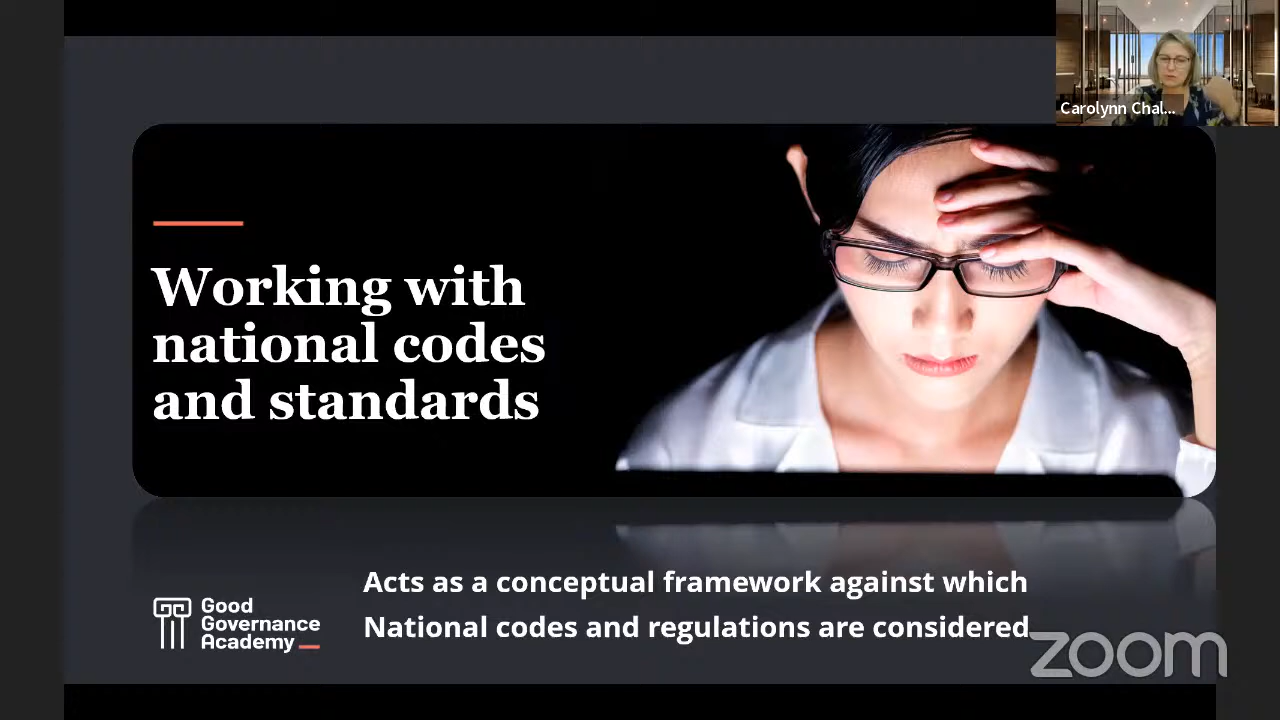 Carolynn Chal...
Working with
national codes
and standards
Acts as a conceptual framework against which
National codes and regulations are considered
Good
Governance
Academy
zoom